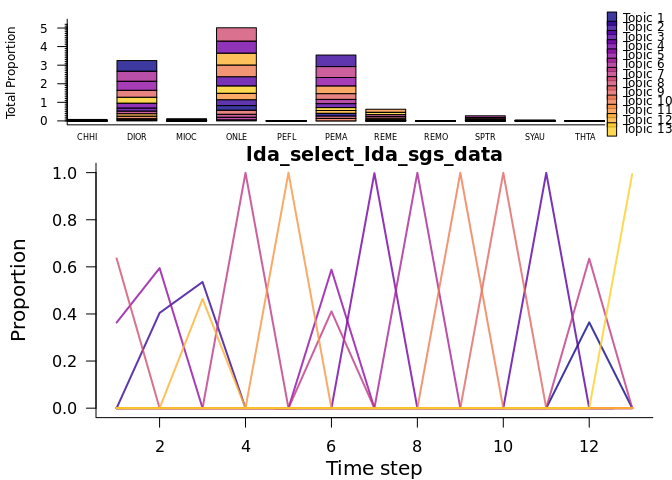 Total Proportion
5
4
3
2
1
0
CHHI DIOR MIOC ONLE PEFL PEMA REME REMO SPTR SYAU THTA
Topic 1
Topic 2
Topic 3
Topic 4
Topic 5
Topic 6
Topic 7
Topic 8
Topic 9
Topic 10
Topic 11
Topic 12
Topic 13
lda_select_lda_sgs_data
Proportion
1.0
0.8
0.6
0.4
0.2
0.0
2 4 6 8 10 12
Time step